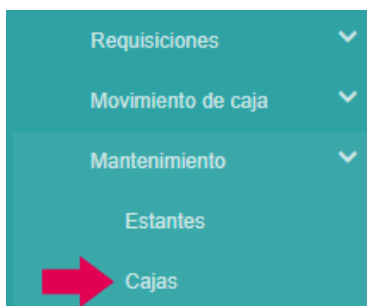 Requisiciones
Movimiento de caja
Mantenimiento
Estantes
Cajas